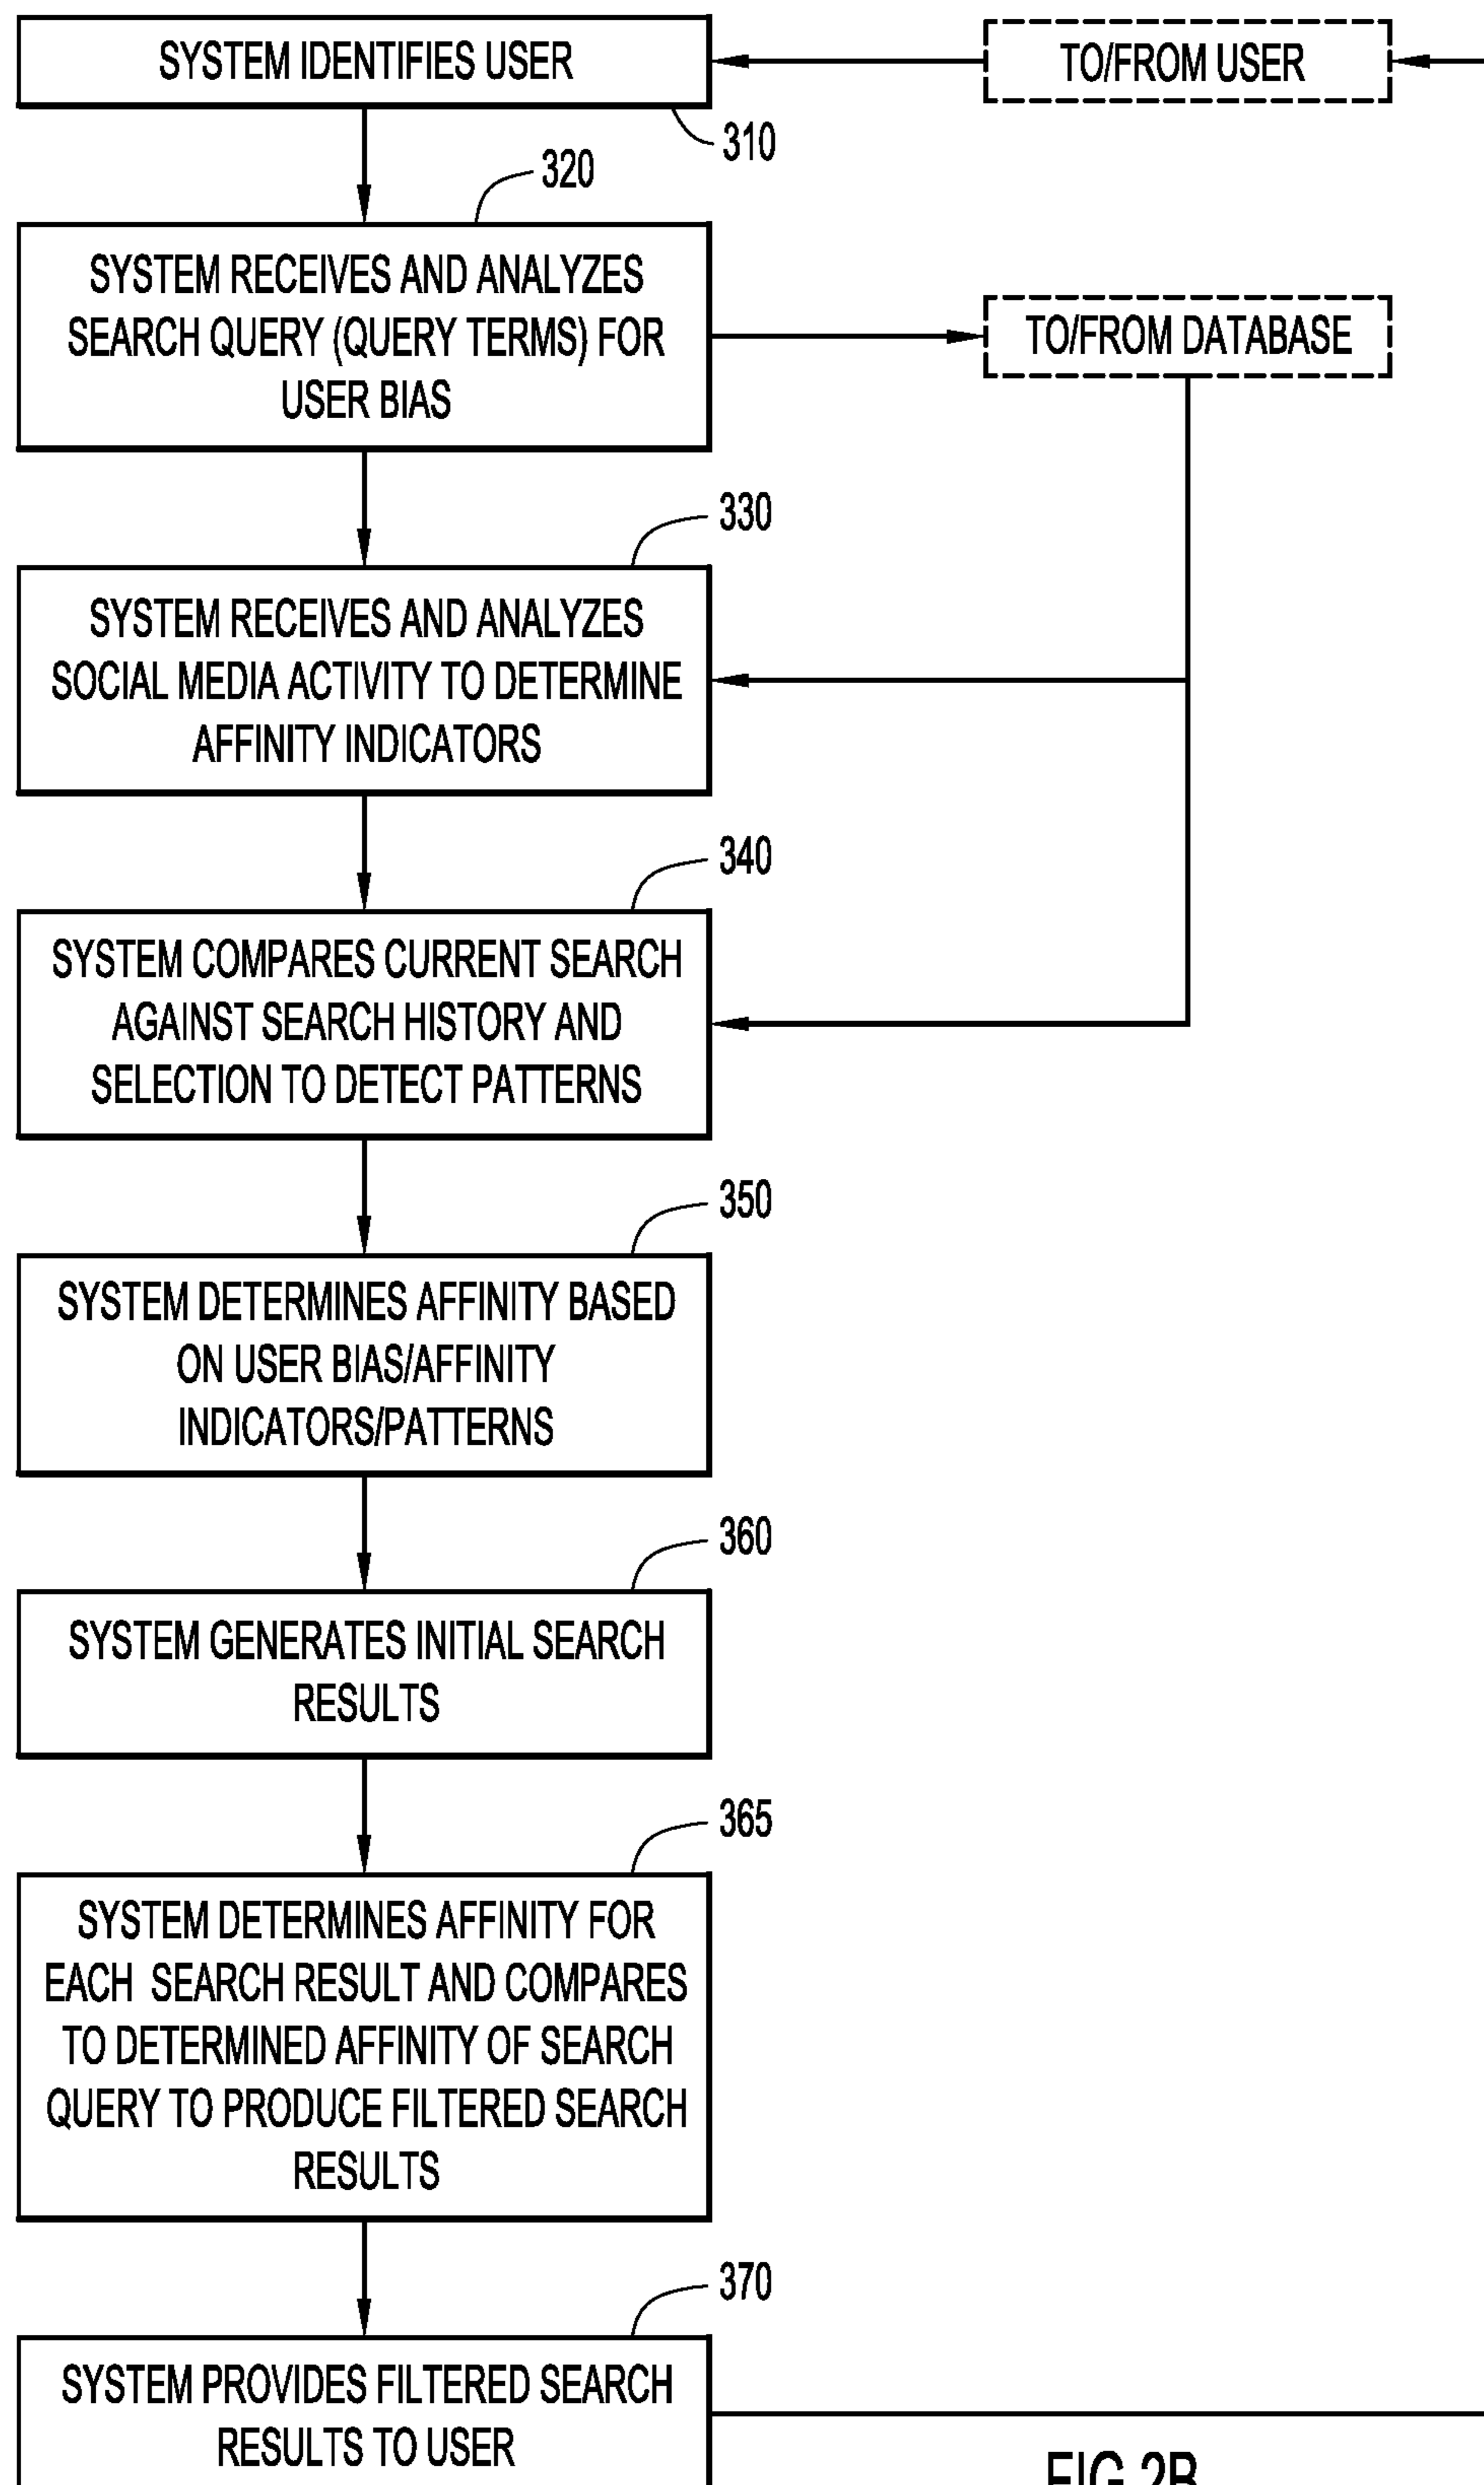 SYSTEM IDENTIFIES USER
TO/FROM USER
310
320
SYSTEM RECEIVES AND ANALYZES
SEARCH QUERY (QUERY TERMS) FOR
USER BIAS
TO/FROM DATABASE
330
SYSTEM RECEIVES AND ANALYZES
SOCIAL MEDIA ACTIVITY TO DETERMINE
AFFINITY INDICATORS
340
SYSTEM COMPARES CURRENT SEARCH
AGAINST SEARCH HISTORY AND
SELECTION TO DETECT PATTERNS
350
SYSTEM DETERMINES AFFINITY BASED
ON USER BIAS/AFFINITY
INDICATORS/PATTERNS
360
SYSTEM GENERATES INITIAL SEARCH
RESULTS
365
SYSTEM DETERMINES AFFINITY FOR
EACH SEARCH RESULT AND COMPARES
TO DETERMINED AFFINITY OF SEARCH
QUERY TO PRODUCE FILTERED SEARCH
RESULTS
370
SYSTEM PROVIDES FILTERED SEARCH
RESULTS TO USER
FIG.2B